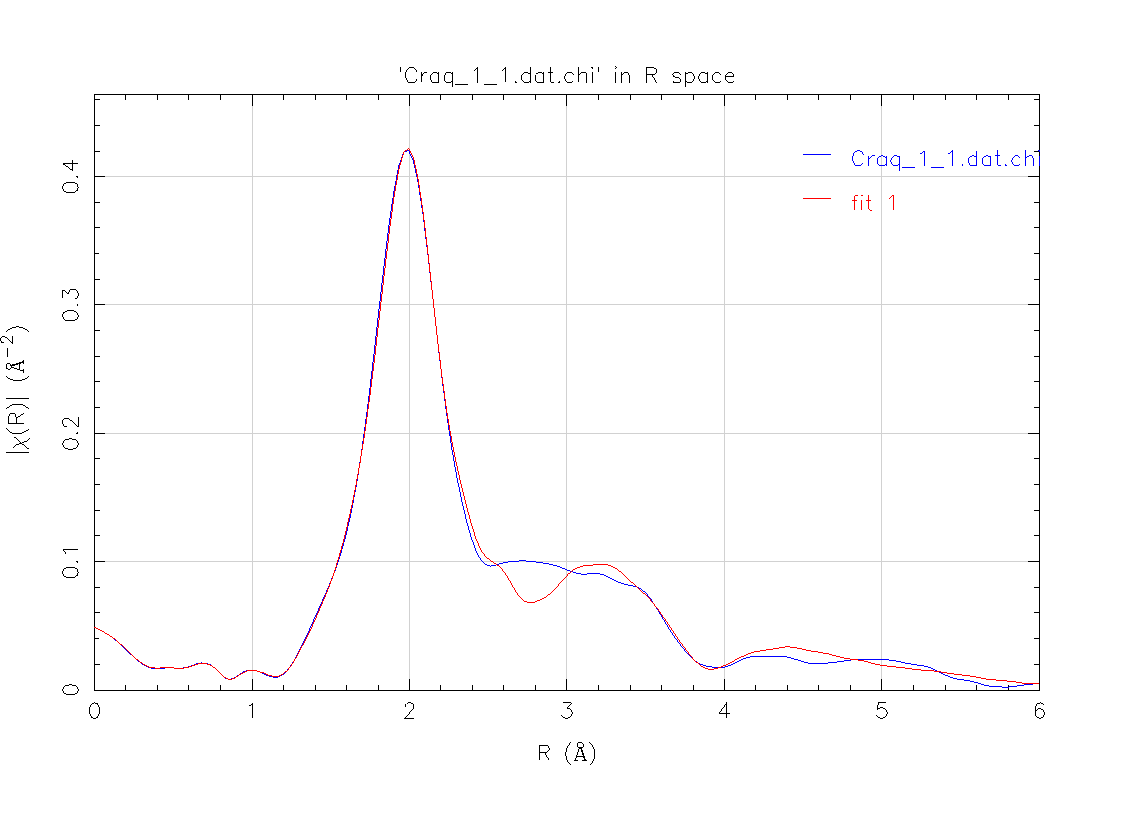 'Craq_1_1.dat.chi' in R space
Craq_1_1.dat.ch
fit 1
|χ(R)| (Å⁻²)
0.4
0.3
0.2
0.1
0
0 1 2 3 4 5 6
R (Å)